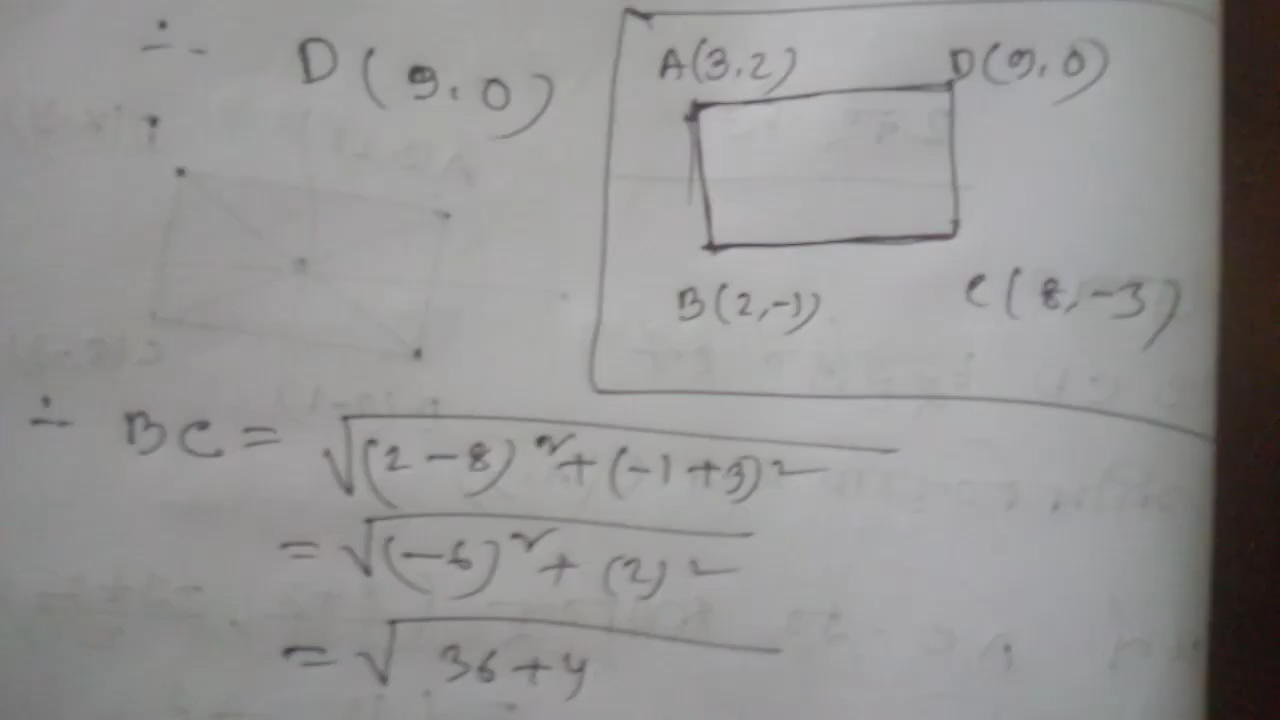 ∴ D(9,0)
A(3,2) D(9,0)
B(2,-1) C(8,-3)
∴ BC = √(2-8)²+(-1+3)²
= √(-6)²+(2)²
= √36+4